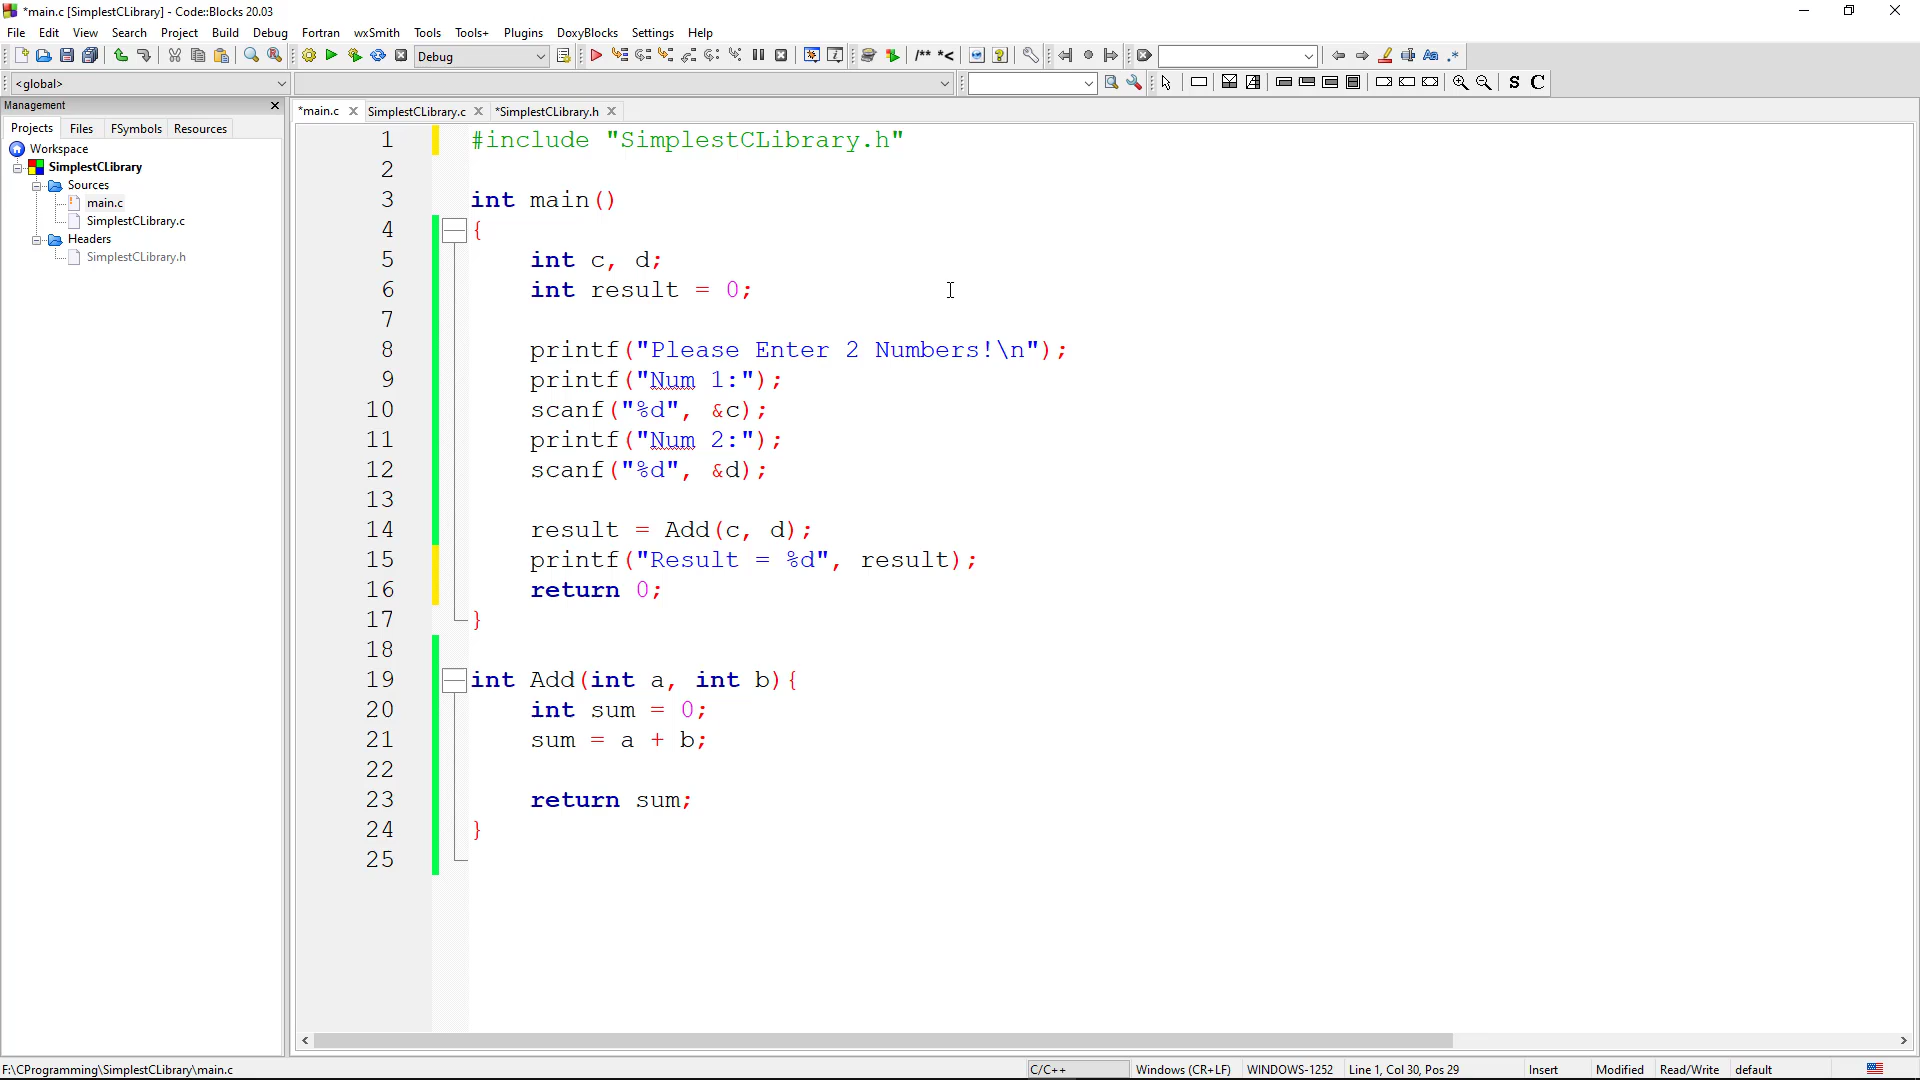 *main.c [SimplestCLibrary] - Code::Blocks 20.03
File Edit View Search Project Build Debug Fortran wxSmith Tools Tools+ Plugins DoxyBlocks Settings Help
Debug /** *<
<global> S C
Management
Projects Files FSymbols Resources
Workspace
SimplestCLibrary
Sources
main.c
SimplestCLibrary.c
Headers
SimplestCLibrary.h
*main.c SimplestCLibrary.c *SimplestCLibrary.h
1 #include "SimplestCLibrary.h"
2
3 int main()
4 {
5 int c, d;
6 int result = 0;
7
8 printf("Please Enter 2 Numbers!\n");
9 printf("Num 1:");
10 scanf("%d", &c);
11 printf("Num 2:");
12 scanf("%d", &d);
13
14 result = Add(c, d);
15 printf("Result = %d", result);
16 return 0;
17 }
18
19 int Add(int a, int b){
20 int sum = 0;
21 sum = a + b;
22
23 return sum;
24 }
25
F:\CProgramming\SimplestCLibrary\main.c C/C++ Windows (CR+LF) WINDOWS-1252 Line 1, Col 30, Pos 29 Insert Modified Read/Write default